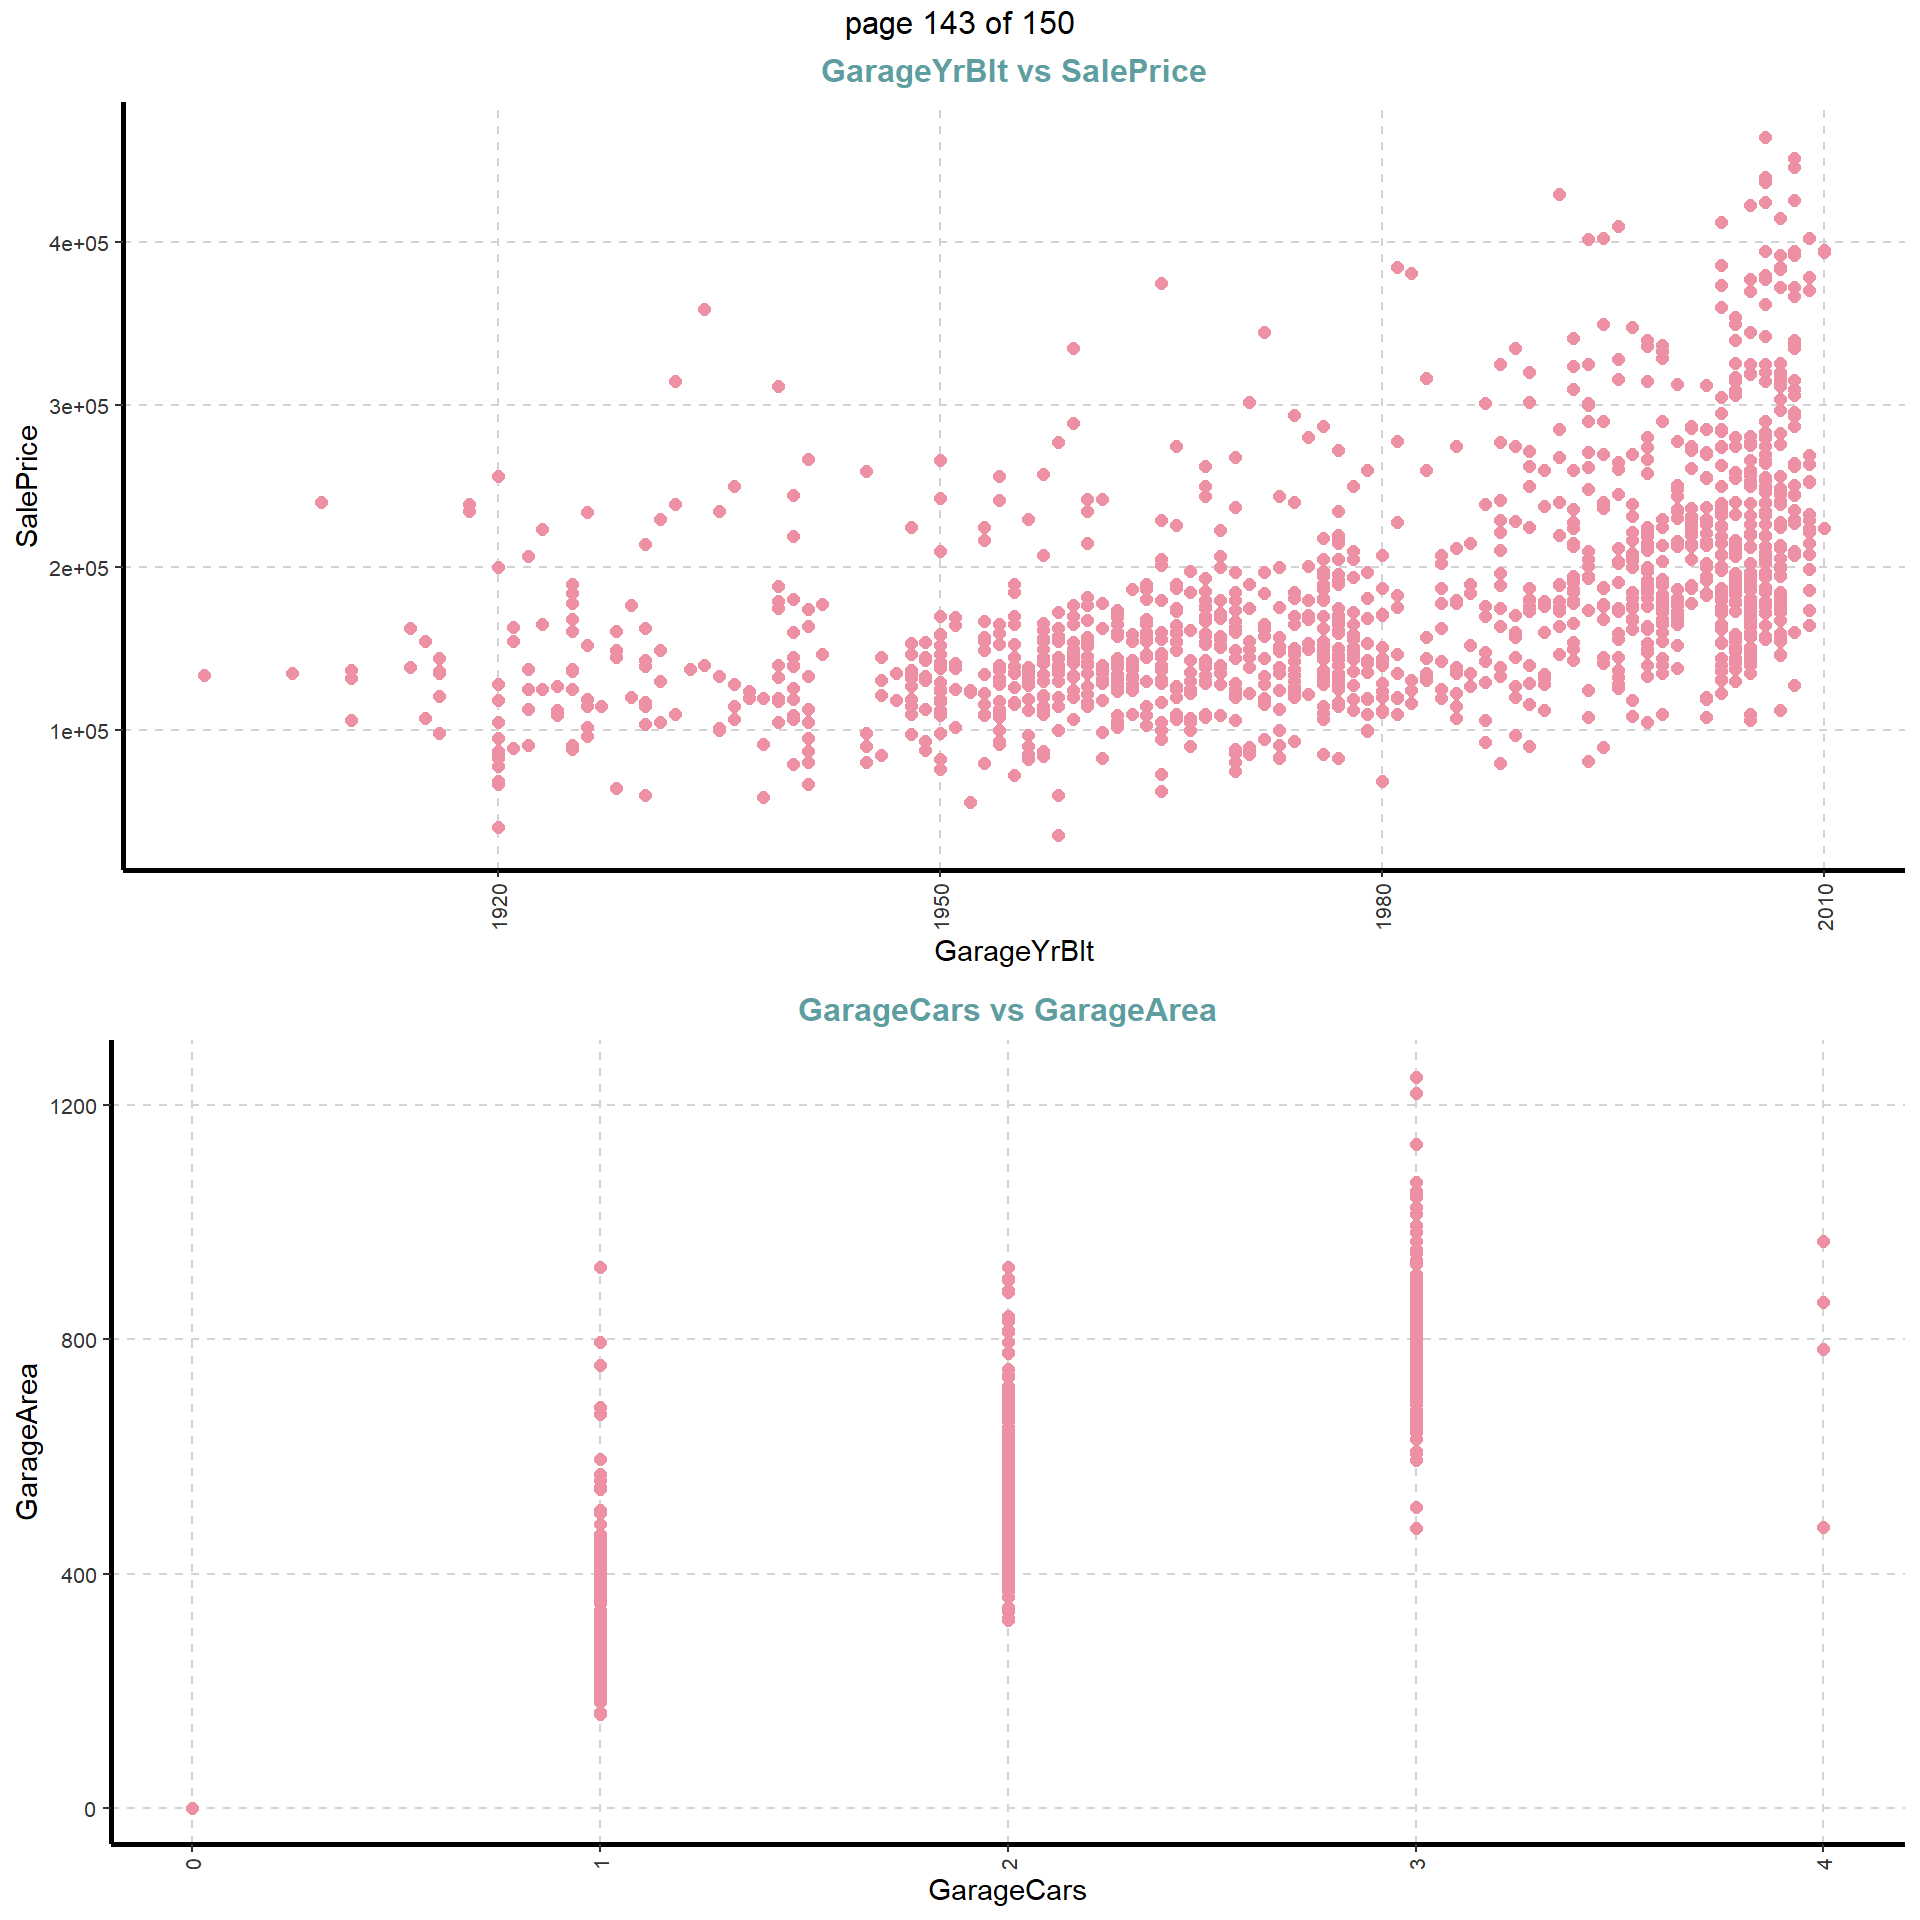 page 143 of 150
GarageYrBlt vs SalePrice
SalePrice
4e+05
3e+05
2e+05
1e+05
1920
1950
1980
2010
GarageYrBlt
GarageCars vs GarageArea
GarageArea
1200
800
400
0
0
1
2
3
4
GarageCars